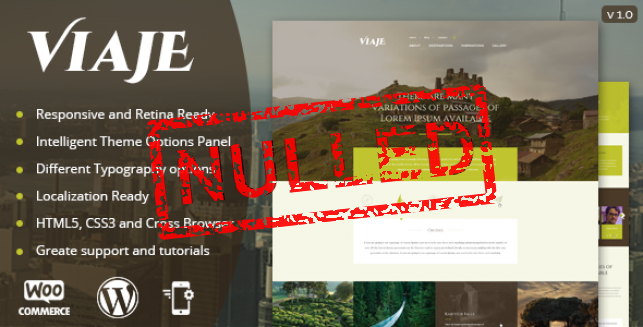 v 1.0
VIAJE
Responsive and Retina Ready
Intelligent Theme Options Panel
Different Typography options
Localization Ready
HTML5, CSS3 and Cross Browser
Greate support and tutorials
WOO
COMMERCE
VIAJE
THERE ARE MANY
VARIATIONS OF PASSAGES OF
LOREM IPSUM AVAILABLE
NULLED